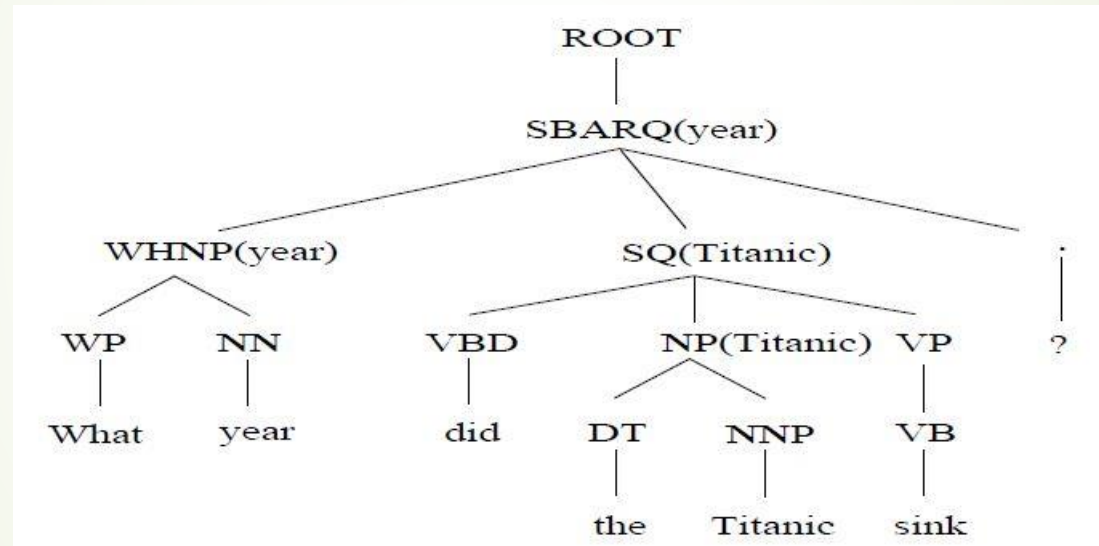 ROOT
SBARQ(year)
WHNP(year) SQ(Titanic) .
WP NN VBD NP(Titanic) VP ?
What year did DT NNP VB
the Titanic sink